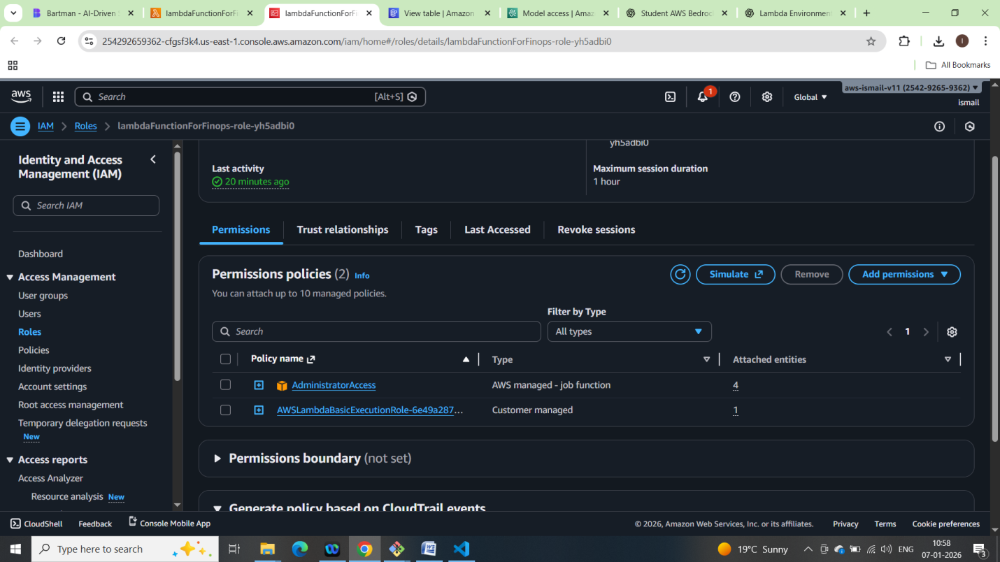 Bartman - AI-Driven
lambdaFunctionForFi
lambdaFunctionForFi
View table | Amazon
Model access | Amaz
Student AWS Bedroc
Lambda Environmen
254292659362-cfgsf3k4.us-east-1.console.aws.amazon.com/iam/home#/roles/details/lambdaFunctionForFinops-role-yh5adbi0
I
All Bookmarks
aws
Search
[Alt+S]
1
Global
aws-ismail-v11 (2542-9265-9362)
ismail
IAM
Roles
lambdaFunctionForFinops-role-yh5adbi0
Identity and Access
Management (IAM)
Search IAM
Dashboard
Access Management
User groups
Users
Roles
Policies
Identity providers
Account settings
Root access management
Temporary delegation requests
New
Access reports
Access Analyzer
Resource analysis New
yh5adbi0
Last activity
20 minutes ago
Maximum session duration
1 hour
Permissions
Trust relationships
Tags
Last Accessed
Revoke sessions
Permissions policies (2) Info
You can attach up to 10 managed policies.
Simulate
Remove
Add permissions
Filter by Type
Search
All types
1
Policy name
Type
Attached entities
AdministratorAccess
AWS managed - job function
4
AWSLambdaBasicExecutionRole-6e49a287...
Customer managed
1
Permissions boundary (not set)
Generate policy based on CloudTrail events
CloudShell
Feedback
Console Mobile App
© 2026, Amazon Web Services, Inc. or its affiliates.
Privacy
Terms
Cookie preferences
Type here to search
19°C Sunny
ENG
10:58
07-01-2026
3